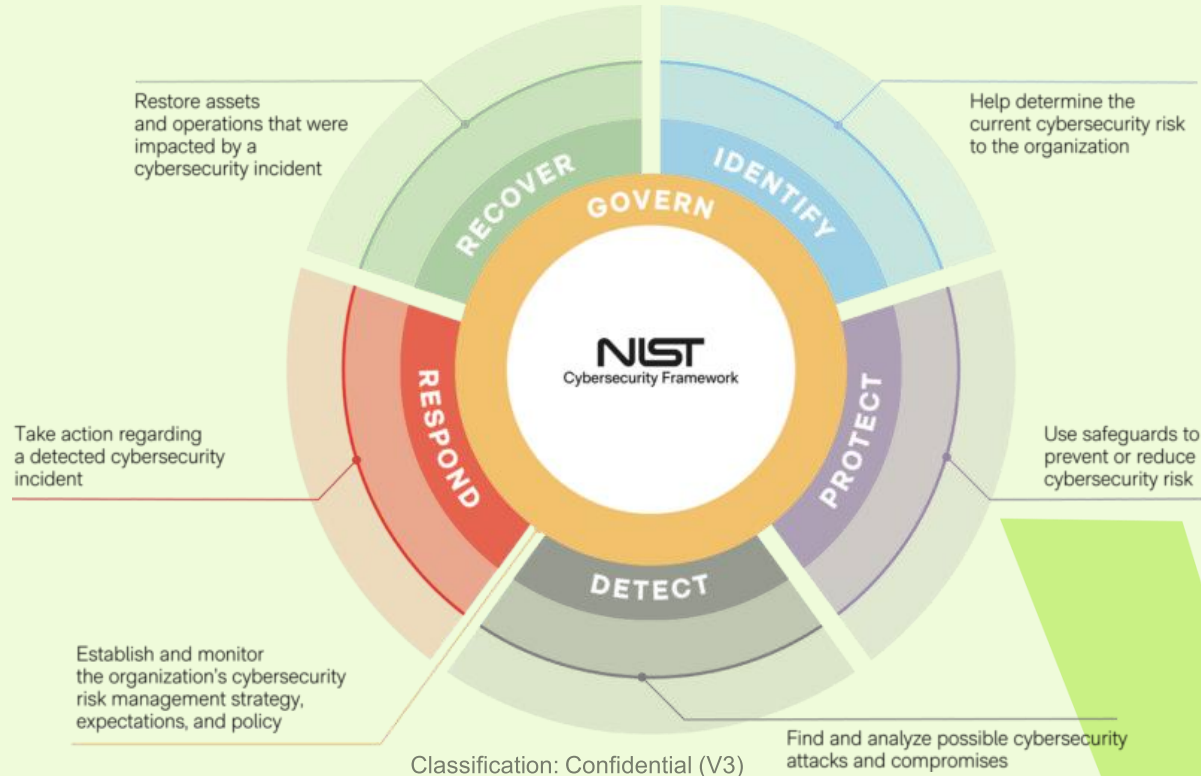 Restore assets
and operations that were
impacted by a
cybersecurity incident
Help determine the
current cybersecurity risk
to the organization
RECOVER
IDENTIFY
GOVERN
NIST
Cybersecurity Framework
RESPOND
PROTECT
DETECT
Take action regarding
a detected cybersecurity
incident
Use safeguards to
prevent or reduce
cybersecurity risk
Establish and monitor
the organization's cybersecurity
risk management strategy,
expectations, and policy
Find and analyze possible cybersecurity
attacks and compromises
Classification: Confidential (V3)